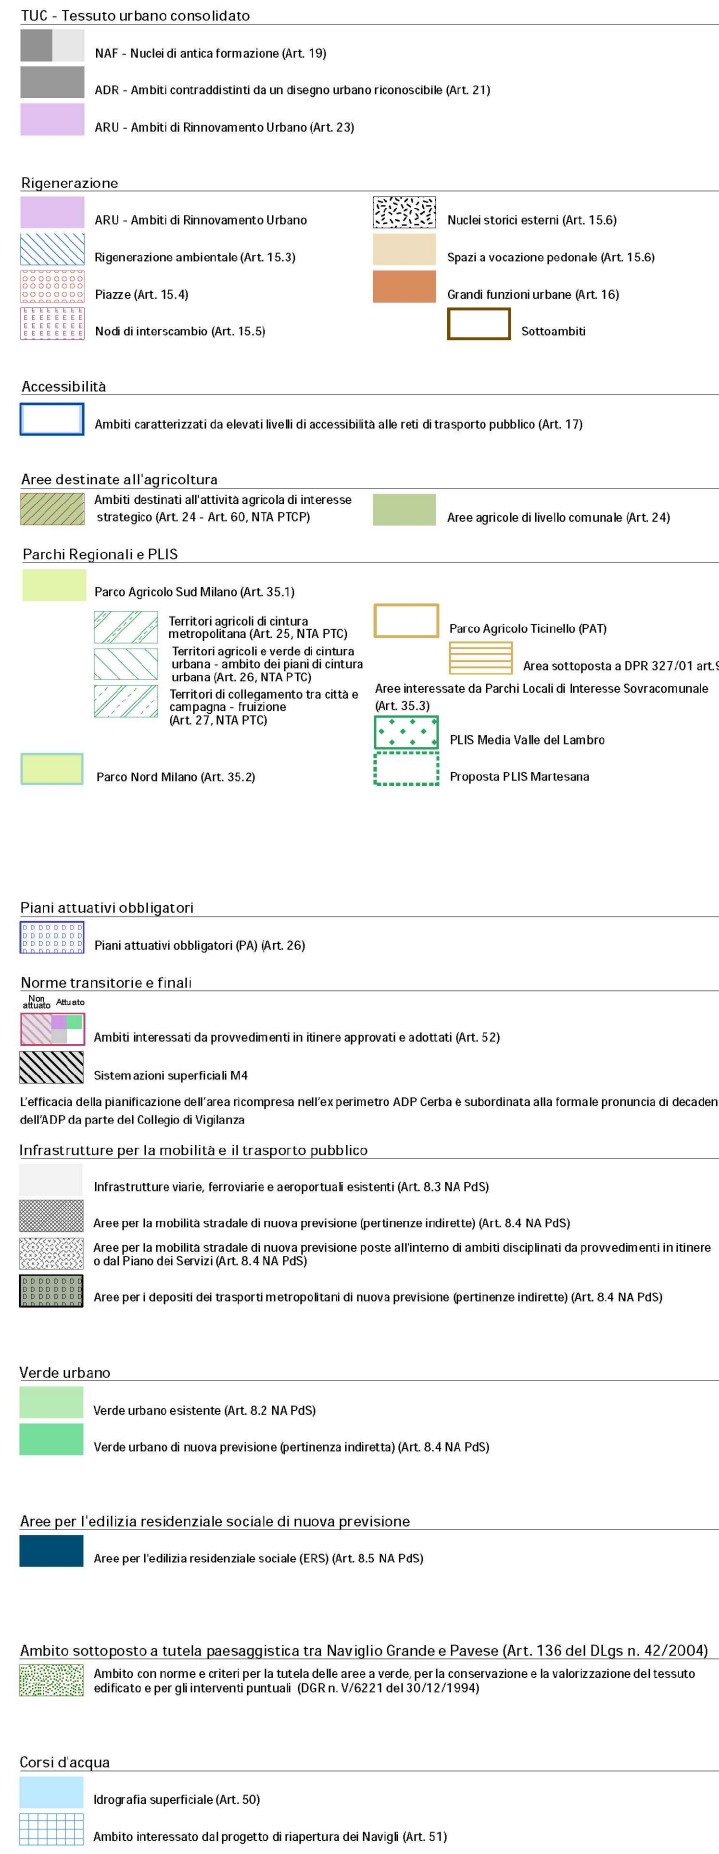 TUC - Tessuto urbano consolidato
NAF - Nuclei di antica formazione (Art. 19)
ADR - Ambiti contraddistinti da un disegno urbano riconoscibile (Art. 21)
ARU - Ambiti di Rinnovamento Urbano (Art. 23)
Rigenerazione
ARU - Ambiti di Rinnovamento Urbano
Nuclei storici esterni (Art. 15.6)
Rigenerazione ambientale (Art. 15.3)
Spazi a vocazione pedonale (Art. 15.6)
Piazze (Art. 15.4)
Grandi funzioni urbane (Art. 16)
Nodi di interscambio (Art. 15.5)
Sottoambiti
Accessibilità
Ambiti caratterizzati da elevati livelli di accessibilità alle reti di trasporto pubblico (Art. 17)
Aree destinate all'agricoltura
Ambiti destinati all'attività agricola di interesse
strategico (Art. 24 - Art. 60, NTA PTCP)
Aree agricole di livello comunale (Art. 24)
Parchi Regionali e PLIS
Parco Agricolo Sud Milano (Art. 35.1)
Territori agricoli di cintura
metropolitana (Art. 25, NTA PTC)
Territori agricoli e verde di cintura
urbana - ambito dei piani di cintura
urbana (Art. 26, NTA PTC)
Territori di collegamento tra città e
campagna - fruizione
(Art. 27, NTA PTC)
Parco Nord Milano (Art. 35.2)
Parco Agricolo Ticinello (PAT)
Area sottoposta a DPR 327/01 art.9
Aree interessate da Parchi Locali di Interesse Sovracomunale
(Art. 35.3)
PLIS Media Valle del Lambro
Proposta PLIS Martesana
Piani attuativi obbligatori
Piani attuativi obbligatori (PA) (Art. 26)
Norme transitorie e finali
Non
attuato
Attuato
Ambiti interessati da provvedimenti in itinere approvati e adottati (Art. 52)
Sistemazioni superficiali M4
L'efficacia della pianificazione dell'area ricompresa nell'ex perimetro ADP Cerba è subordinata alla formale pronuncia di decaden
dell'ADP da parte del Collegio di Vigilanza
Infrastrutture per la mobilità e il trasporto pubblico
Infrastrutture viarie, ferroviarie e aeroportuali esistenti (Art. 8.3 NA PdS)
Aree per la mobilità stradale di nuova previsione (pertinenze indirette) (Art. 8.4 NA PdS)
Aree per la mobilità stradale di nuova previsione poste all'interno di ambiti disciplinati da provvedimenti in itinere
o dal Piano dei Servizi (Art. 8.4 NA PdS)
Aree per i depositi dei trasporti metropolitani di nuova previsione (pertinenze indirette) (Art. 8.4 NA PdS)
Verde urbano
Verde urbano esistente (Art. 8.2 NA PdS)
Verde urbano di nuova previsione (pertinenza indiretta) (Art. 8.4 NA PdS)
Aree per l'edilizia residenziale sociale di nuova previsione
Aree per l'edilizia residenziale sociale (ERS) (Art. 8.5 NA PdS)
Ambito sottoposto a tutela paesaggistica tra Naviglio Grande e Pavese (Art. 136 del DLgs n. 42/2004)
Ambito con norme e criteri per la tutela delle aree a verde, per la conservazione e la valorizzazione del tessuto
edificato e per gli interventi puntuali (DGR n. V/6221 del 30/12/1994)
Corsi d'acqua
Idrografia superficiale (Art. 50)
Ambito interessato dal progetto di riapertura dei Navigli (Art. 51)